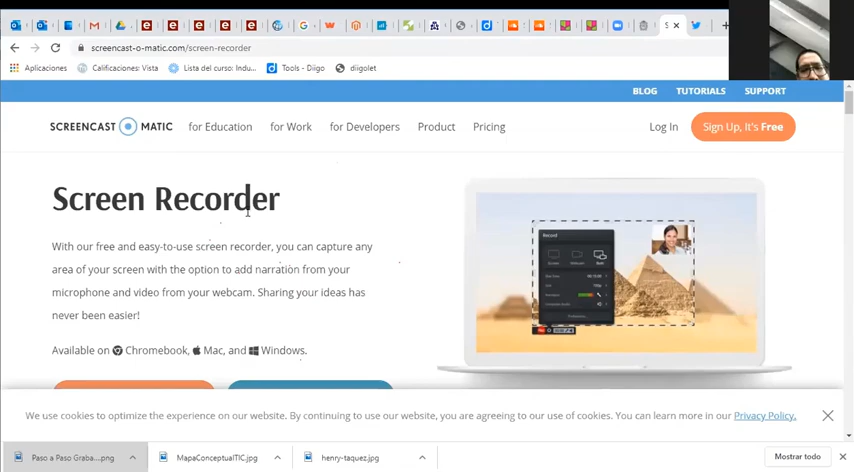 screencast-o-matic.com/screen-recorder
Aplicaciones
Calificaciones: Vista
Lista del curso: Indu...
Tools - Diigo
diigolet
BLOG TUTORIALS SUPPORT
SCREENCAST MATIC
for Education for Work for Developers Product Pricing Log In Sign Up, It's Free
Screen Recorder
With our free and easy-to-use screen recorder, you can capture any
area of your screen with the option to add narration from your
microphone and video from your webcam. Sharing your ideas has
never been easier!
Available on Chromebook, Mac, and Windows.
Record
We use cookies to optimize the experience on our website. By continuing to use our website, you are agreeing to our use of cookies. You can learn more in our Privacy Policy.
Paso a Paso Graba....png
MapaConceptualTIC.jpg
henry-taquez.jpg
Mostrar todo